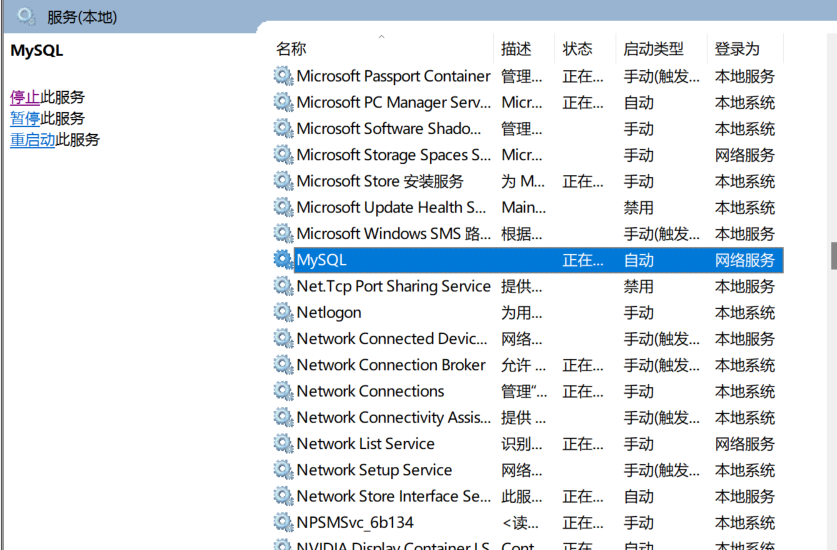 服务(本地)
MySQL
停止此服务
暂停此服务
重启动此服务
名称 描述 状态 启动类型 登录为
Microsoft Passport Container 管理... 正在... 手动(触发... 本地服务
Microsoft PC Manager Serv... Micr... 正在... 自动 本地系统
Microsoft Software Shado... 管理... 手动 本地系统
Microsoft Storage Spaces S... Micr... 手动 网络服务
Microsoft Store 安装服务 为 M... 正在... 手动 本地系统
Microsoft Update Health S... Main... 禁用 本地系统
Microsoft Windows SMS 路... 根据... 手动(触发... 本地服务
MySQL 正在... 自动 网络服务
Net.Tcp Port Sharing Service 提供... 禁用 本地服务
Netlogon 为用... 手动 本地系统
Network Connected Devic... 网络... 手动(触发... 本地服务
Network Connection Broker 允许 ... 正在... 手动(触发... 本地系统
Network Connections 管理“... 正在... 手动 本地系统
Network Connectivity Assis... 提供 ... 手动(触发... 本地系统
Network List Service 识别... 正在... 手动 网络服务
Network Setup Service 网络... 手动(触发... 本地系统
Network Store Interface Se... 此服... 正在... 自动 本地服务
NPSMSvc_6b134 <读... 正在... 手动 本地系统
NVIDIA Display Container LS Cont... 正在... 自动 本地系统